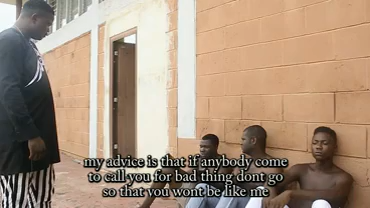 my advice is that if anybody come
to call you for bad thing dont go
so that you wont be like me